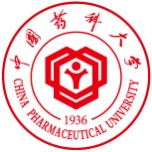 中国药科大学
1936
CHINA PHARMACEUTICAL UNIVERSITY